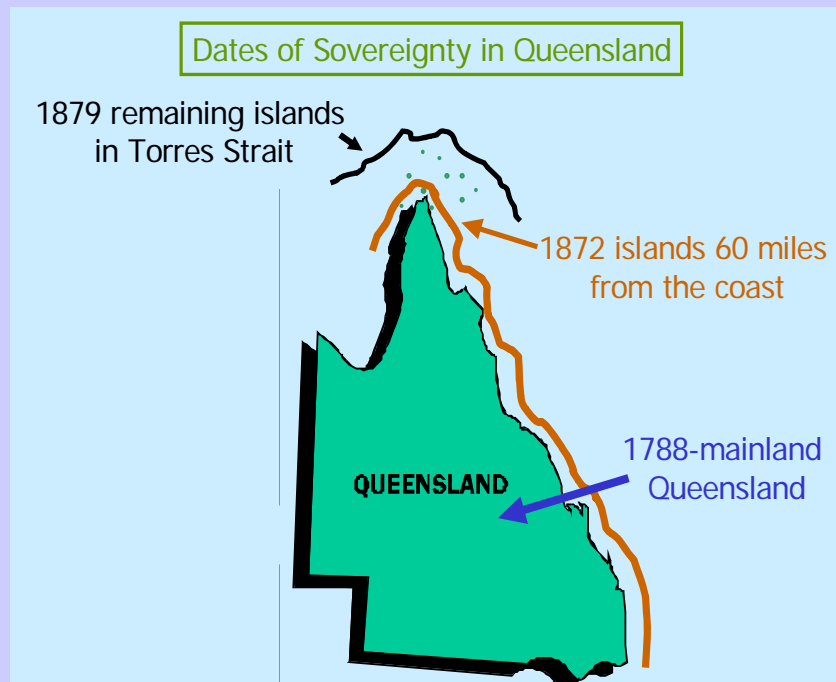 Dates of Sovereignty in Queensland
1879 remaining islands
in Torres Strait
1872 islands 60 miles
from the coast
1788-mainland
Queensland
QUEENSLAND